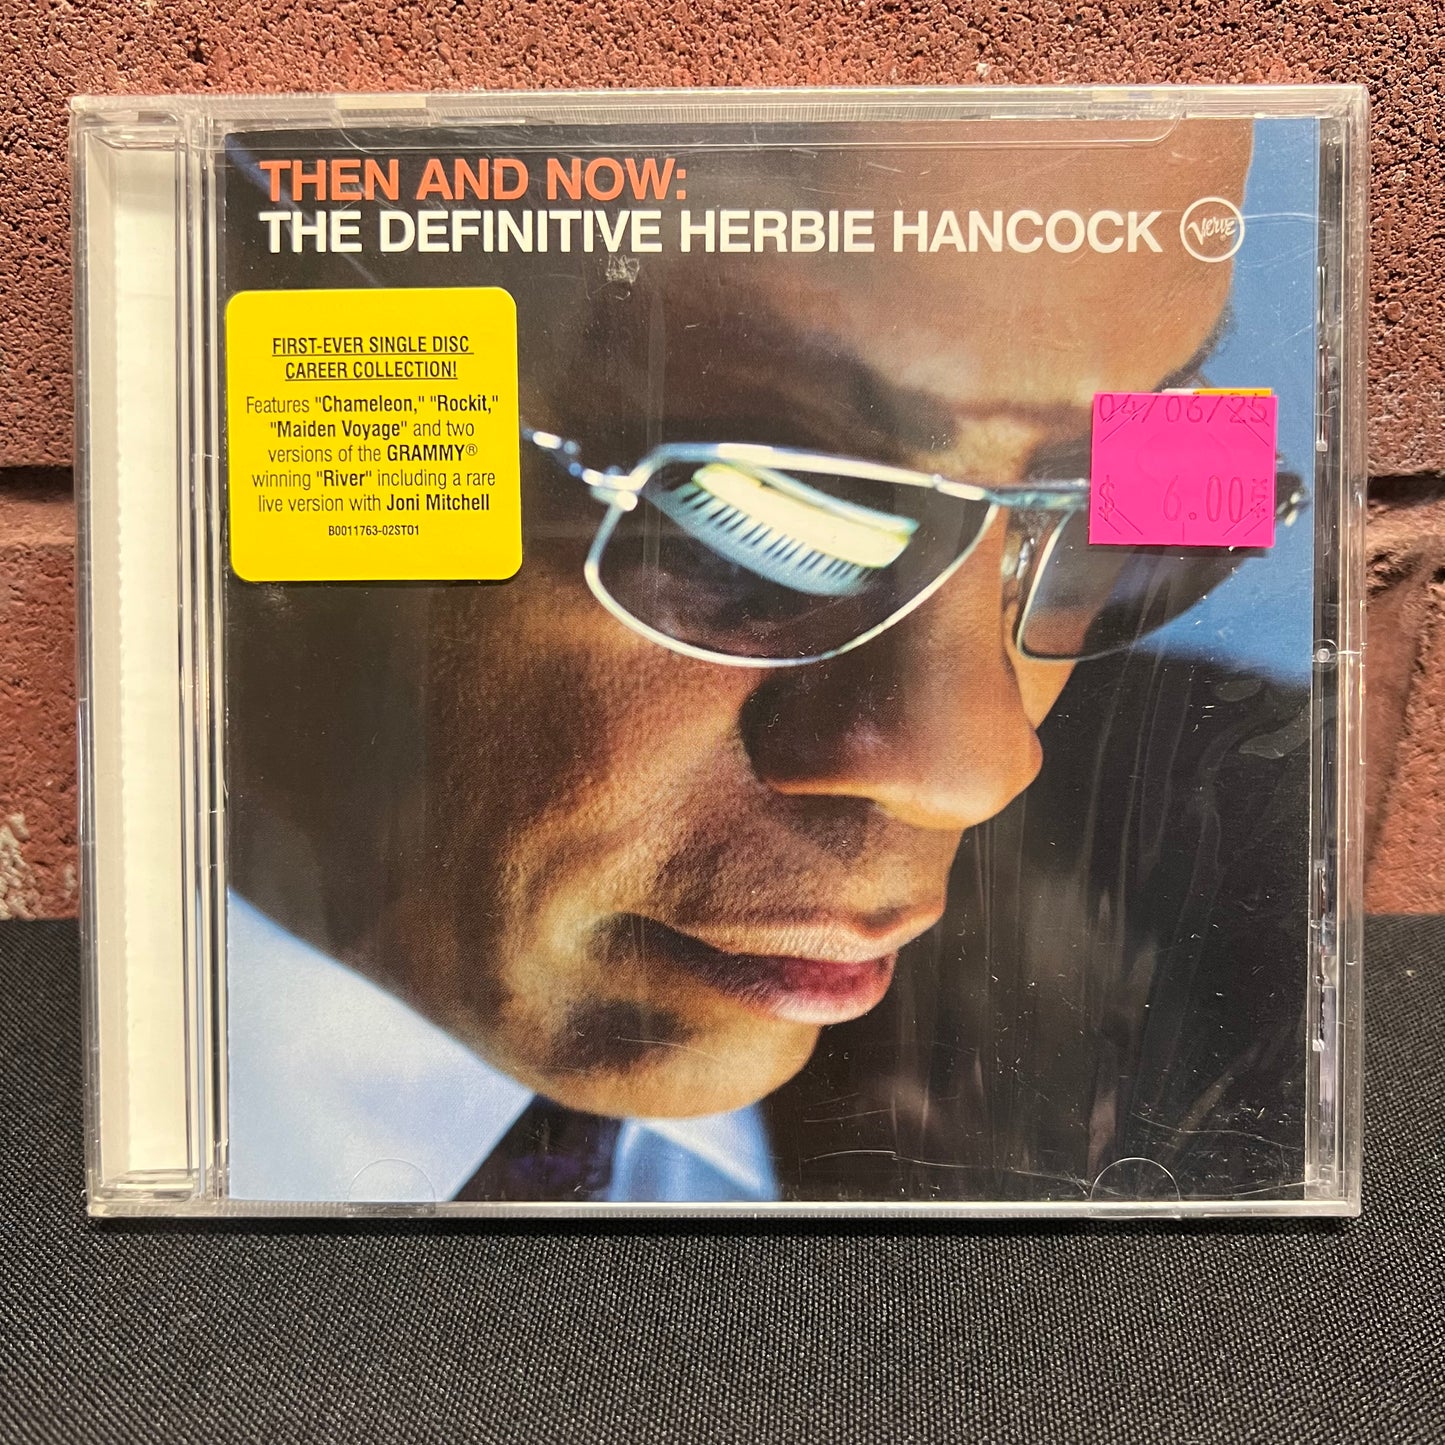 THEN AND NOW:
THE DEFINITIVE HERBIE HANCOCK
Verve
FIRST-EVER SINGLE DISC
CAREER COLLECTION!
Features "Chameleon," "Rockit,"
"Maiden Voyage" and two
versions of the GRAMMY®
winning "River" including a rare
live version with Joni Mitchell
B0011763-02ST01
04/06/25
$ 6.00